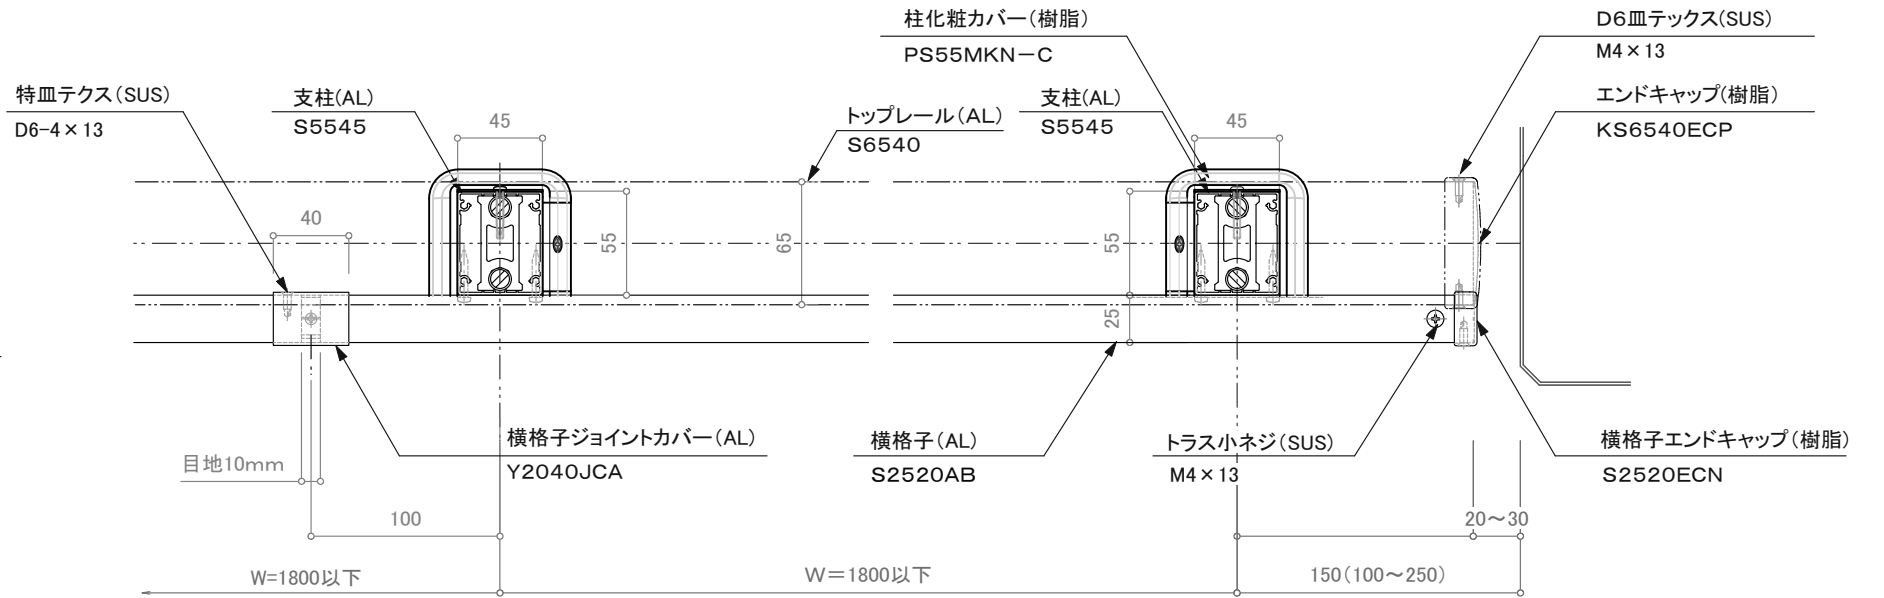 柱化粧カバー(樹脂)
PS55MKN-C
D6皿テックス(SUS)
M4×13
特皿テクス(SUS)
D6-4×13
支柱(AL)
S5545
トップレール(AL)
S6540
支柱(AL)
S5545
エンドキャップ(樹脂)
KS6540ECP
45
45
40
55
65
55
25
横格子ジョイントカバー(AL)
Y2040JCA
横格子(AL)
S2520AB
トラス小ネジ(SUS)
M4×13
横格子エンドキャップ(樹脂)
S2520ECN
目地10mm
100
20~30
W=1800以下
W=1800以下
150(100~250)